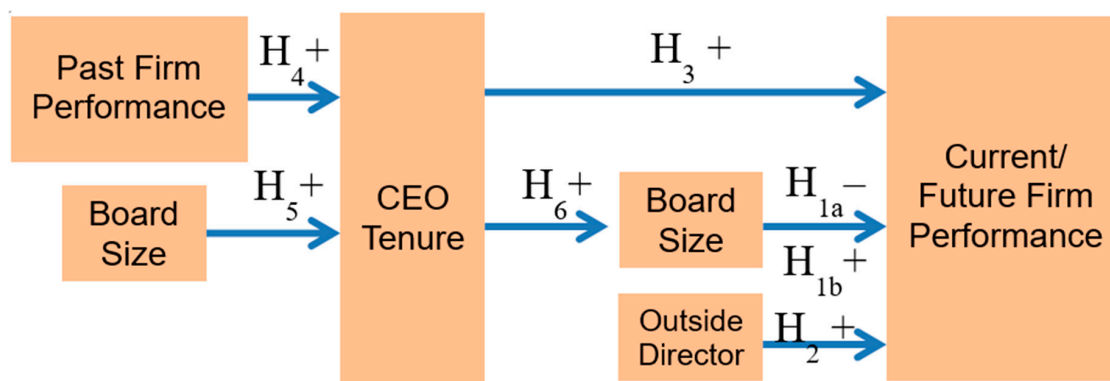 Past Firm
Performance
H4+
H3 +
Board
Size
H5+
CEO
Tenure
H6+
Board
Size
H1a –
H1b+
Outside
Director
H2 +
Current/
Future Firm
Performance